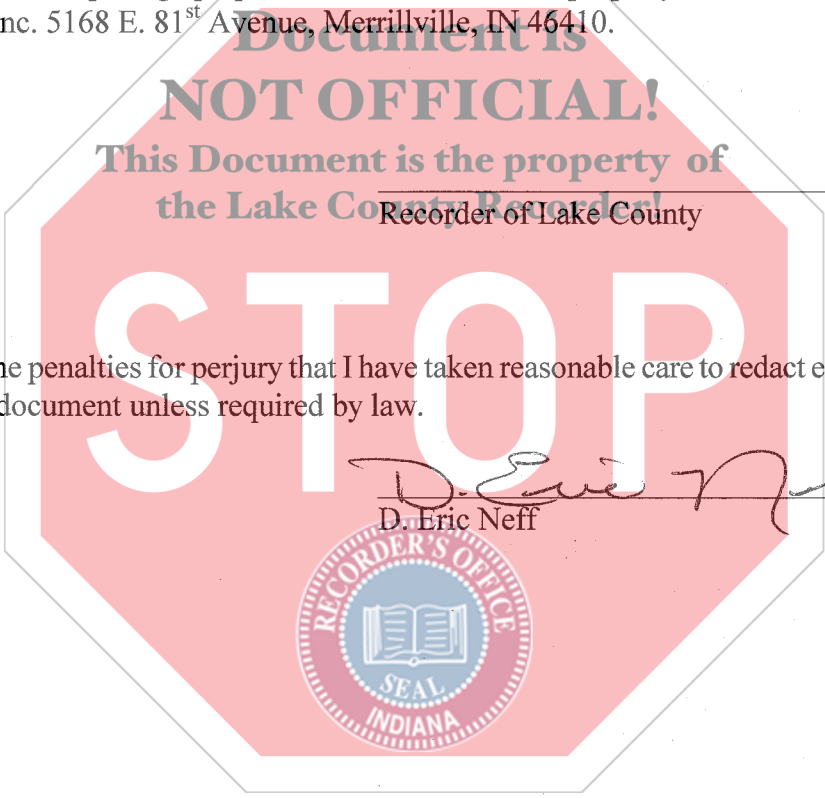 nc. 5168 E. 81st Avenue, Merrillville, IN 46410.
Document is
NOT OFFICIAL!
This Document is the property of
the Lake County Recorder!
Recorder of Lake County
STOP
he penalties for perjury that I have taken reasonable care to redact e
document unless required by law.
D. Eric Neff
D. Eric Neff
RECORDER'S OFFICE
SEAL
INDIANA